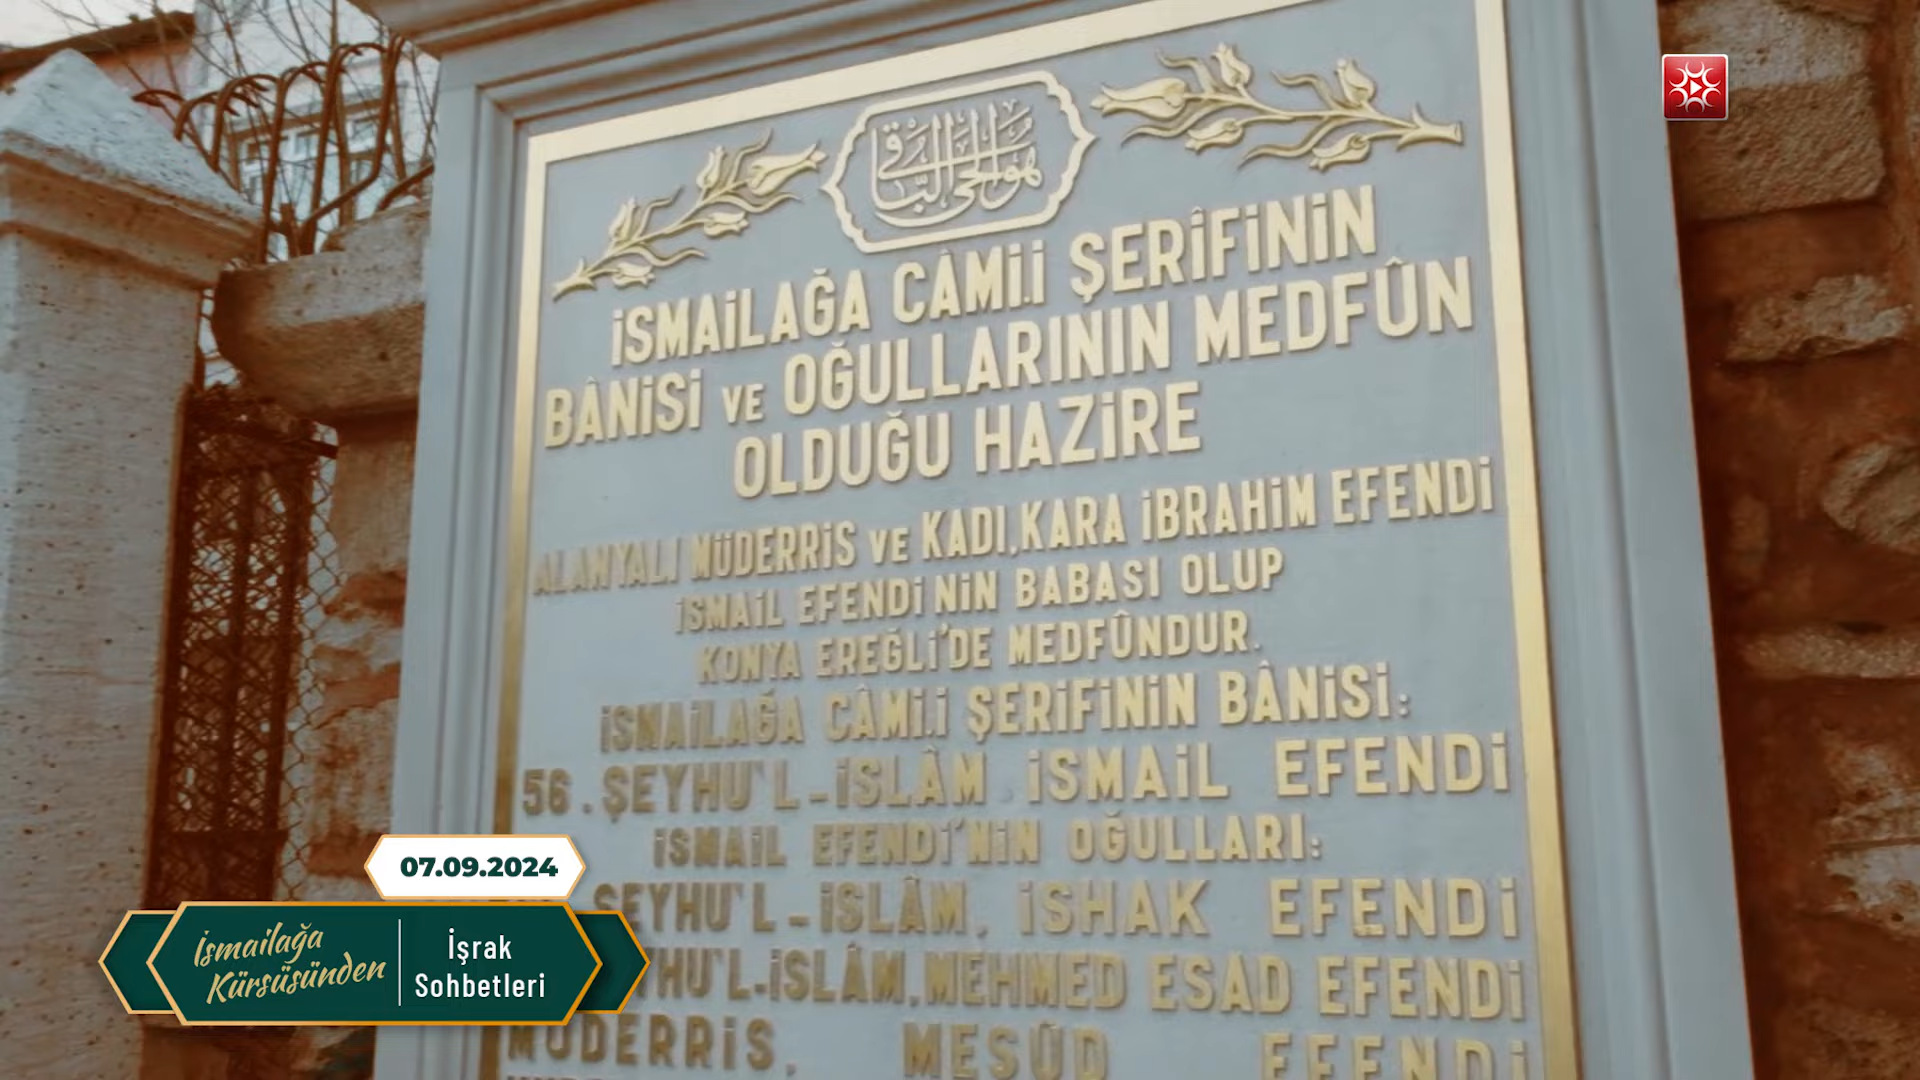 هو الحي الباقي
İSMAİLAĞA CÂMİ.İ ŞERÎFİNİN
BÂNİSİ VE OĞULLARININ MEDFÛN
OLDUĞU HAZİRE
ALANYALI MÜDERRİS VE KADI,KARA İBRAHİM EFENDİ
İSMAİL EFENDİ NİN BABASI OLUP
KONYA EREĞLİ'DE MEDFÛNDUR.
İSMAİLAĞA CÂMİ.İ ŞERİFİNİN BÂNİSİ:
56. ŞEYHU'L-İSLÂM, İSMAİL EFENDİ
İSMAİL EFENDİ'NİN OĞULLARI:
ŞEYHU'L-İSLÂM, İSHAK EFENDİ
L-İSLÂM, MEHMED ESAD EFENDİ
MÜDERRİS, MESÛD EFENDİ
07.09.2024
İsmailağa
Kürsüsünden
İşrak
Sohbetleri